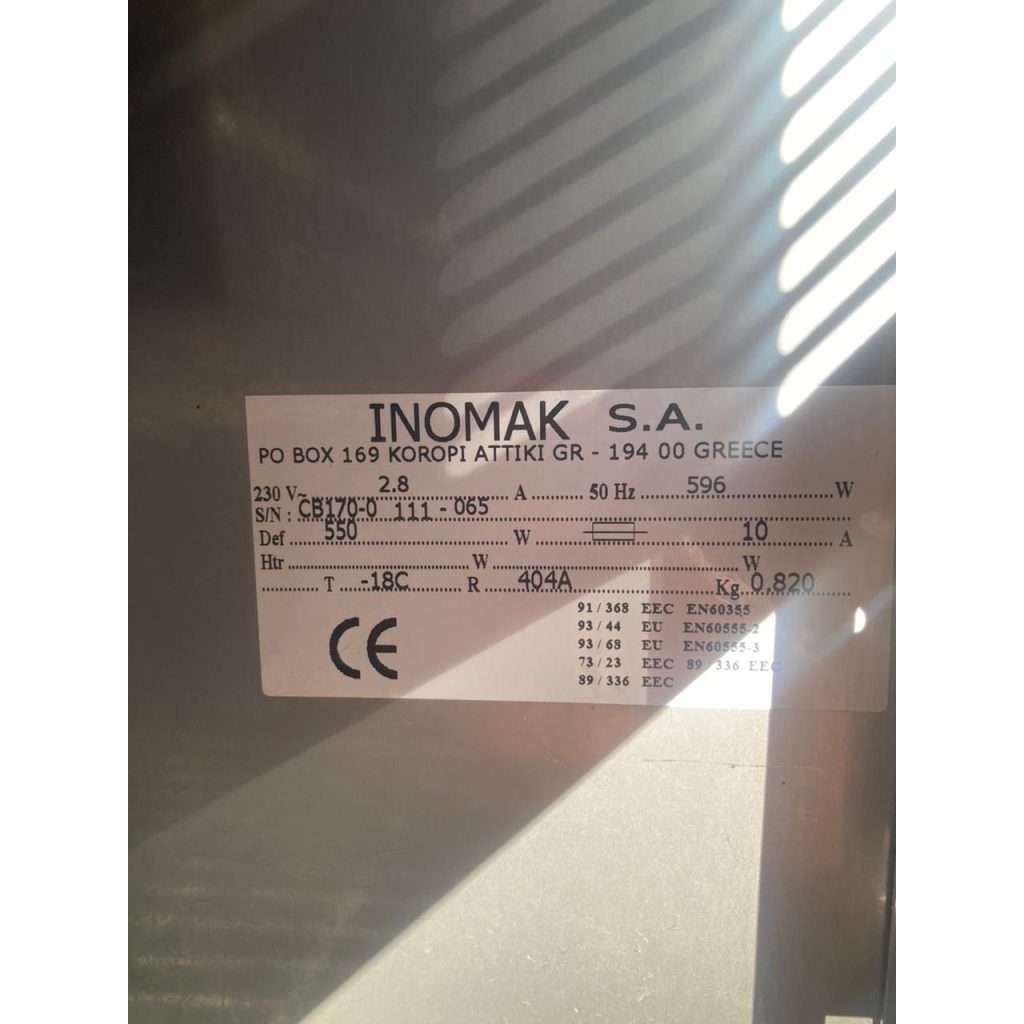 INOMAK S.A.
PO BOX 169 KOROPI ATTIKI GR - 194 00 GREECE
230 V~ 2.8 A 50 Hz 596 W
S/N : CB170-0 111 - 065
Def 550 W 10 A
Htr W W
T -18C R 404A Kg 0.820
CE
91 / 368 EEC EN60355
93 / 44 EU EN60555-2
93 / 68 EU EN60555-3
73 / 23 EEC 89 / 336 EEC
89 / 336 EEC